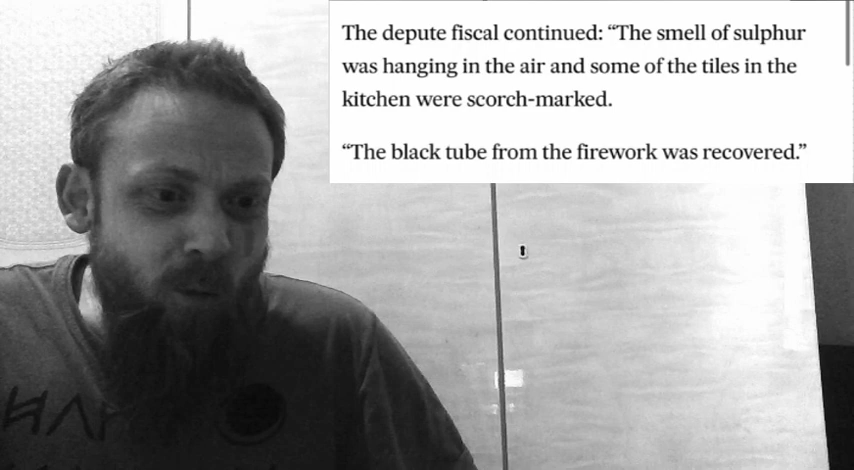 The depute fiscal continued: “The smell of sulphur
was hanging in the air and some of the tiles in the
kitchen were scorch-marked.
“The black tube from the firework was recovered.”